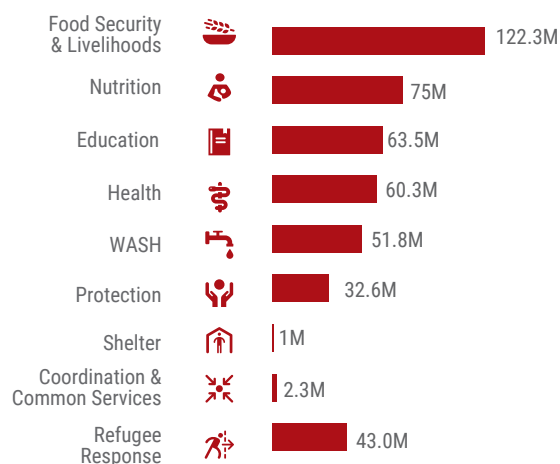 Food Security
& Livelihoods
122.3M
Nutrition
75M
Education
63.5M
Health
60.3M
WASH
51.8M
Protection
32.6M
Shelter
1M
Coordination &
Common Services
2.3M
Refugee
Response
43.0M